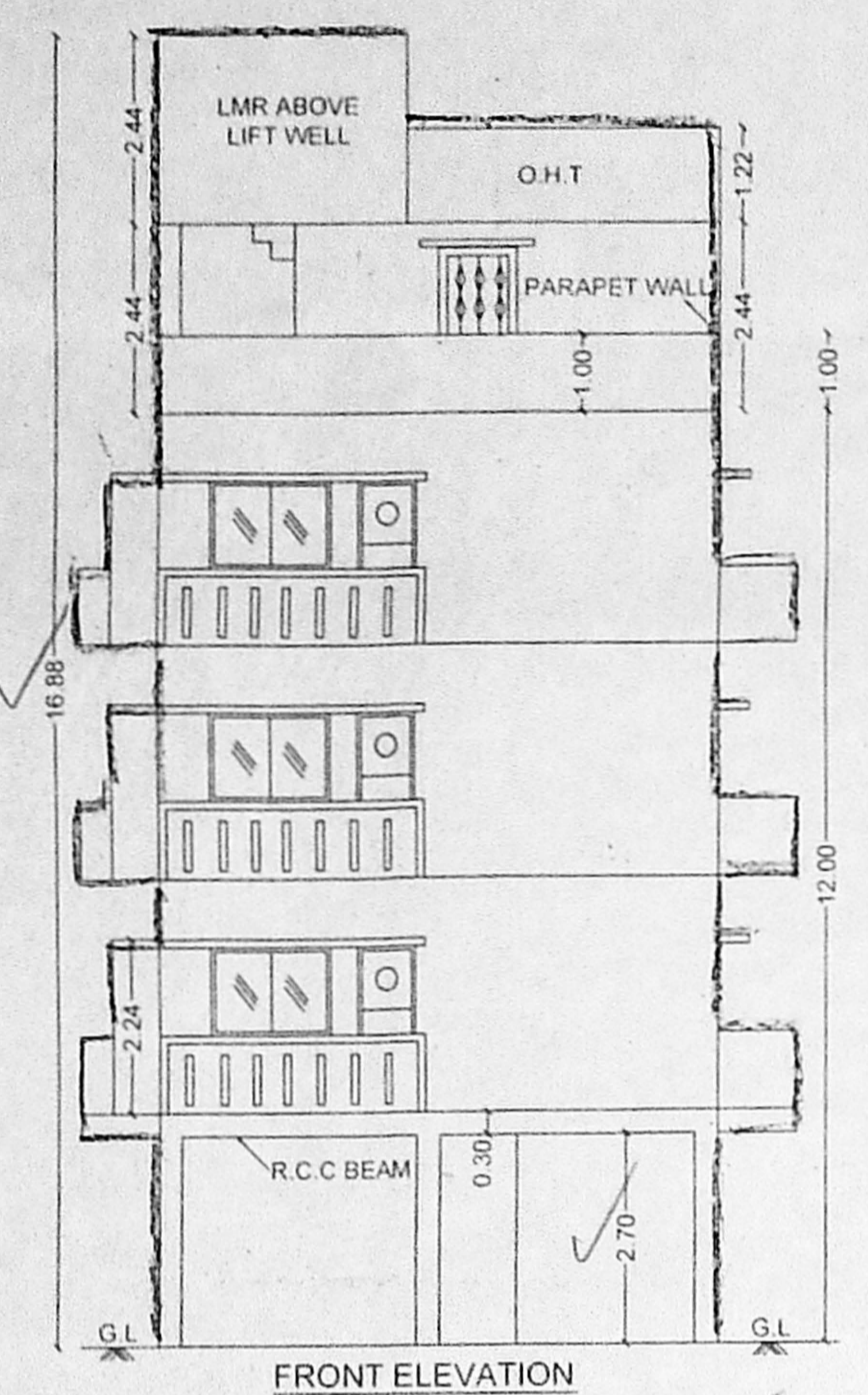 LMR ABOVE
LIFT WELL
2.44
O.H.T
1.22
PARAPET WALL
2.44
2.44
1.00
1.00
16.88
12.00
2.24
R.C.C BEAM
0.30
2.70
G.L
G.L
FRONT ELEVATION